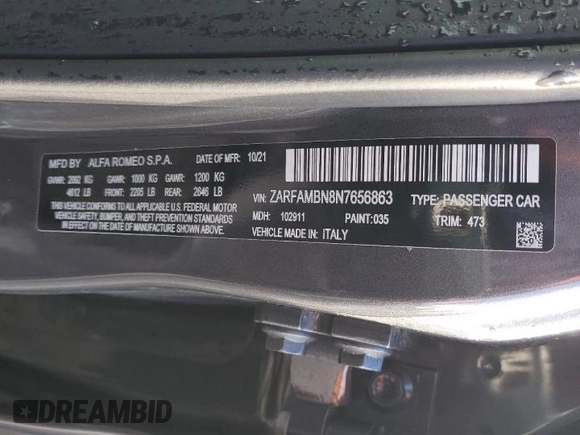 MFD BY ALFA ROMEO S.P.A. DATE OF MFR: 10/21
GVWR: 2092 KG GAWR: 1000 KG GAWR: 1200 KG
4612 LB FRONT: 2205 LB REAR: 2646 LB
THIS VEHICLE CONFORMS TO ALL APPLICABLE U.S. FEDERAL MOTOR
VEHICLE SAFETY, BUMPER, AND THEFT PREVENTION STANDARDS
IN EFFECT ON THE DATE OF MANUFACTURE SHOWN ABOVE.
VIN: ZARFAMBN8N7656863 TYPE: PASSENGER CAR
MDH: 102911 PAINT: 035 TRIM: 473
VEHICLE MADE IN: ITALY
DREAMBID